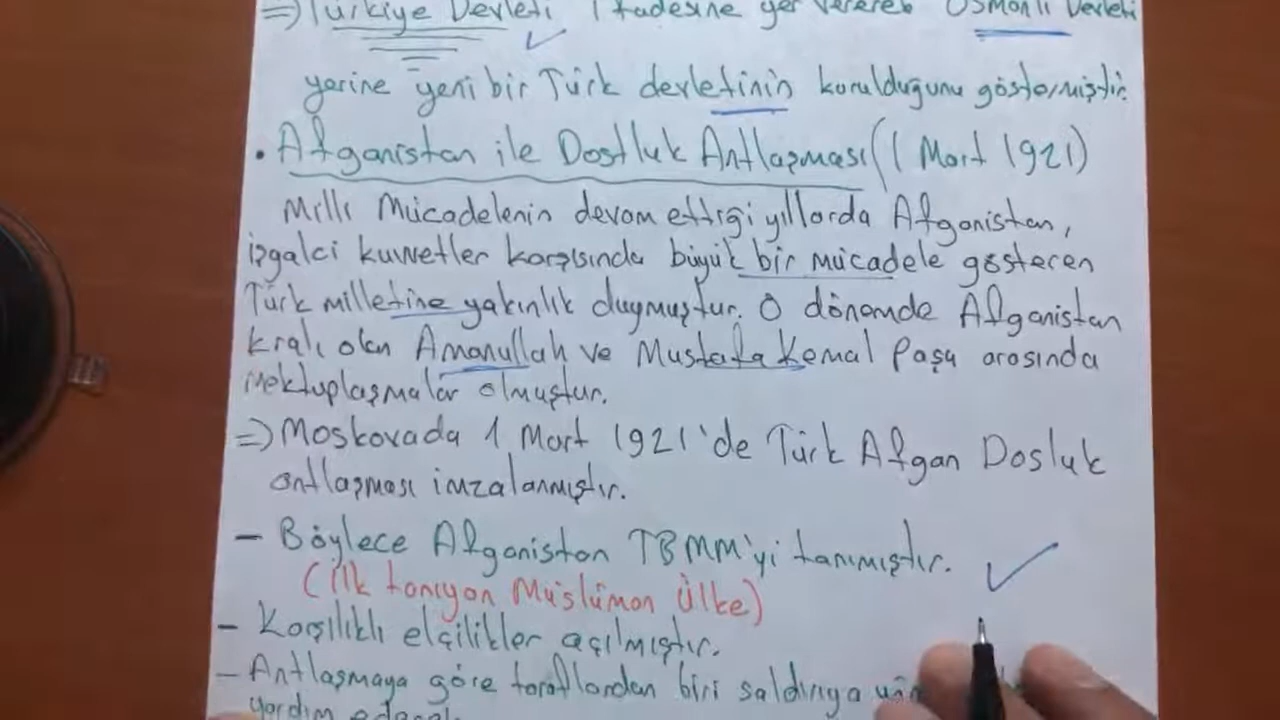 ⇒ Türkiye Devleti ifadesine yer vererek Osmanlı Devleti
yerine yeni bir Türk devletinin kurulduğunu göstermiştir.
• Afganistan ile Dostluk Antlaşması (1 Mart 1921)
Milli Mücadelenin devam ettiği yıllarda Afganistan,
işgalci kuvvetler karşısında büyük bir mücadele gösteren
Türk milletine yakınlık duymuştur. O dönemde Afganistan
kralı olan Amanullah ve Mustafa Kemal Paşa arasında
mektuplaşmalar olmuştur.
⇒ Moskovada 1 Mart 1921'de Türk Afgan Dosluk
antlaşması imzalanmıştır.
- Böylece Afganistan TBMM'yi tanımıştır.
(İlk tanıyan Müslüman Ülke)
- Karşılıklı elçilikler açılmıştır.
- Antlaşmaya göre taraflardan biri saldırıya
yardım